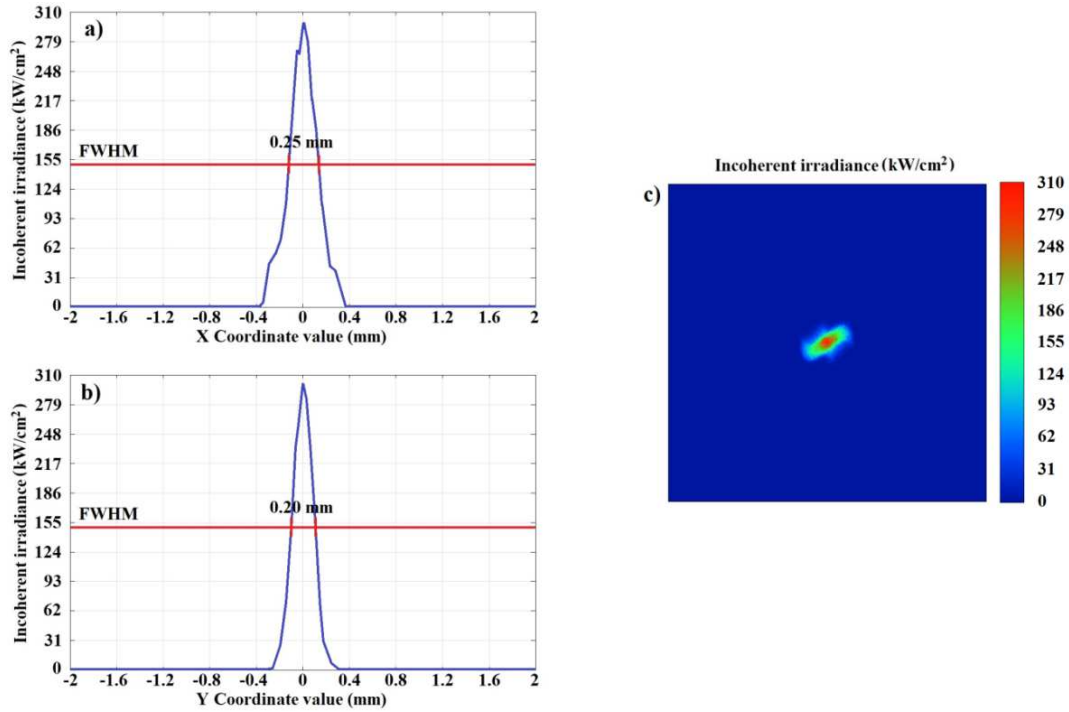 a)
Incoherent irradiance (kW/cm²)
310
279
248
217
186
155
124
93
62
31
0
FWHM
0.25 mm
-2 -1.6 -1.2 -0.8 -0.4 0 0.4 0.8 1.2 1.6 2
X Coordinate value (mm)
b)
Incoherent irradiance (kW/cm²)
310
279
248
217
186
155
124
93
62
31
0
FWHM
0.20 mm
-2 -1.6 -1.2 -0.8 -0.4 0 0.4 0.8 1.2 1.6 2
Y Coordinate value (mm)
Incoherent irradiance (kW/cm²)
c)
310
279
248
217
186
155
124
93
62
31
0